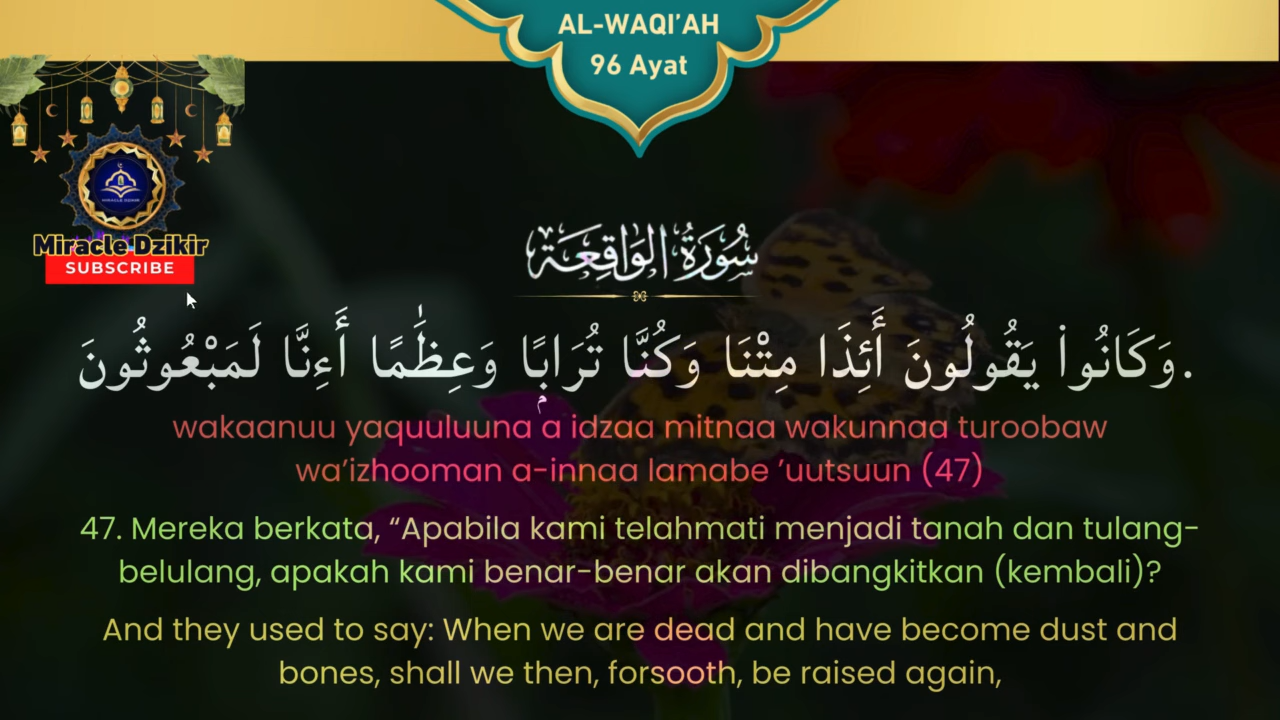 AL-WAQI’AH
96 Ayat
Miracle Dzikir
SUBSCRIBE
سُورَةُ الوَاقِعَة
وَكَانُوا۟ يَقُولُونَ أَئِذَا مِتْنَا وَكُنَّا تُرَابًۭا وَعِظَٰمًا أَءِنَّا لَمَبْعُوثُونَ.
wakaanuu yaquuluuna a idzaa mitnaa wakunnaa turoobaw
wa’izhooman a-innaa lamabe ’uutsuun (47)
47. Mereka berkata, “Apabila kami telahmati menjadi tanah dan tulang-
belulang, apakah kami benar-benar akan dibangkitkan (kembali)?
And they used to say: When we are dead and have become dust and
bones, shall we then, forsooth, be raised again,